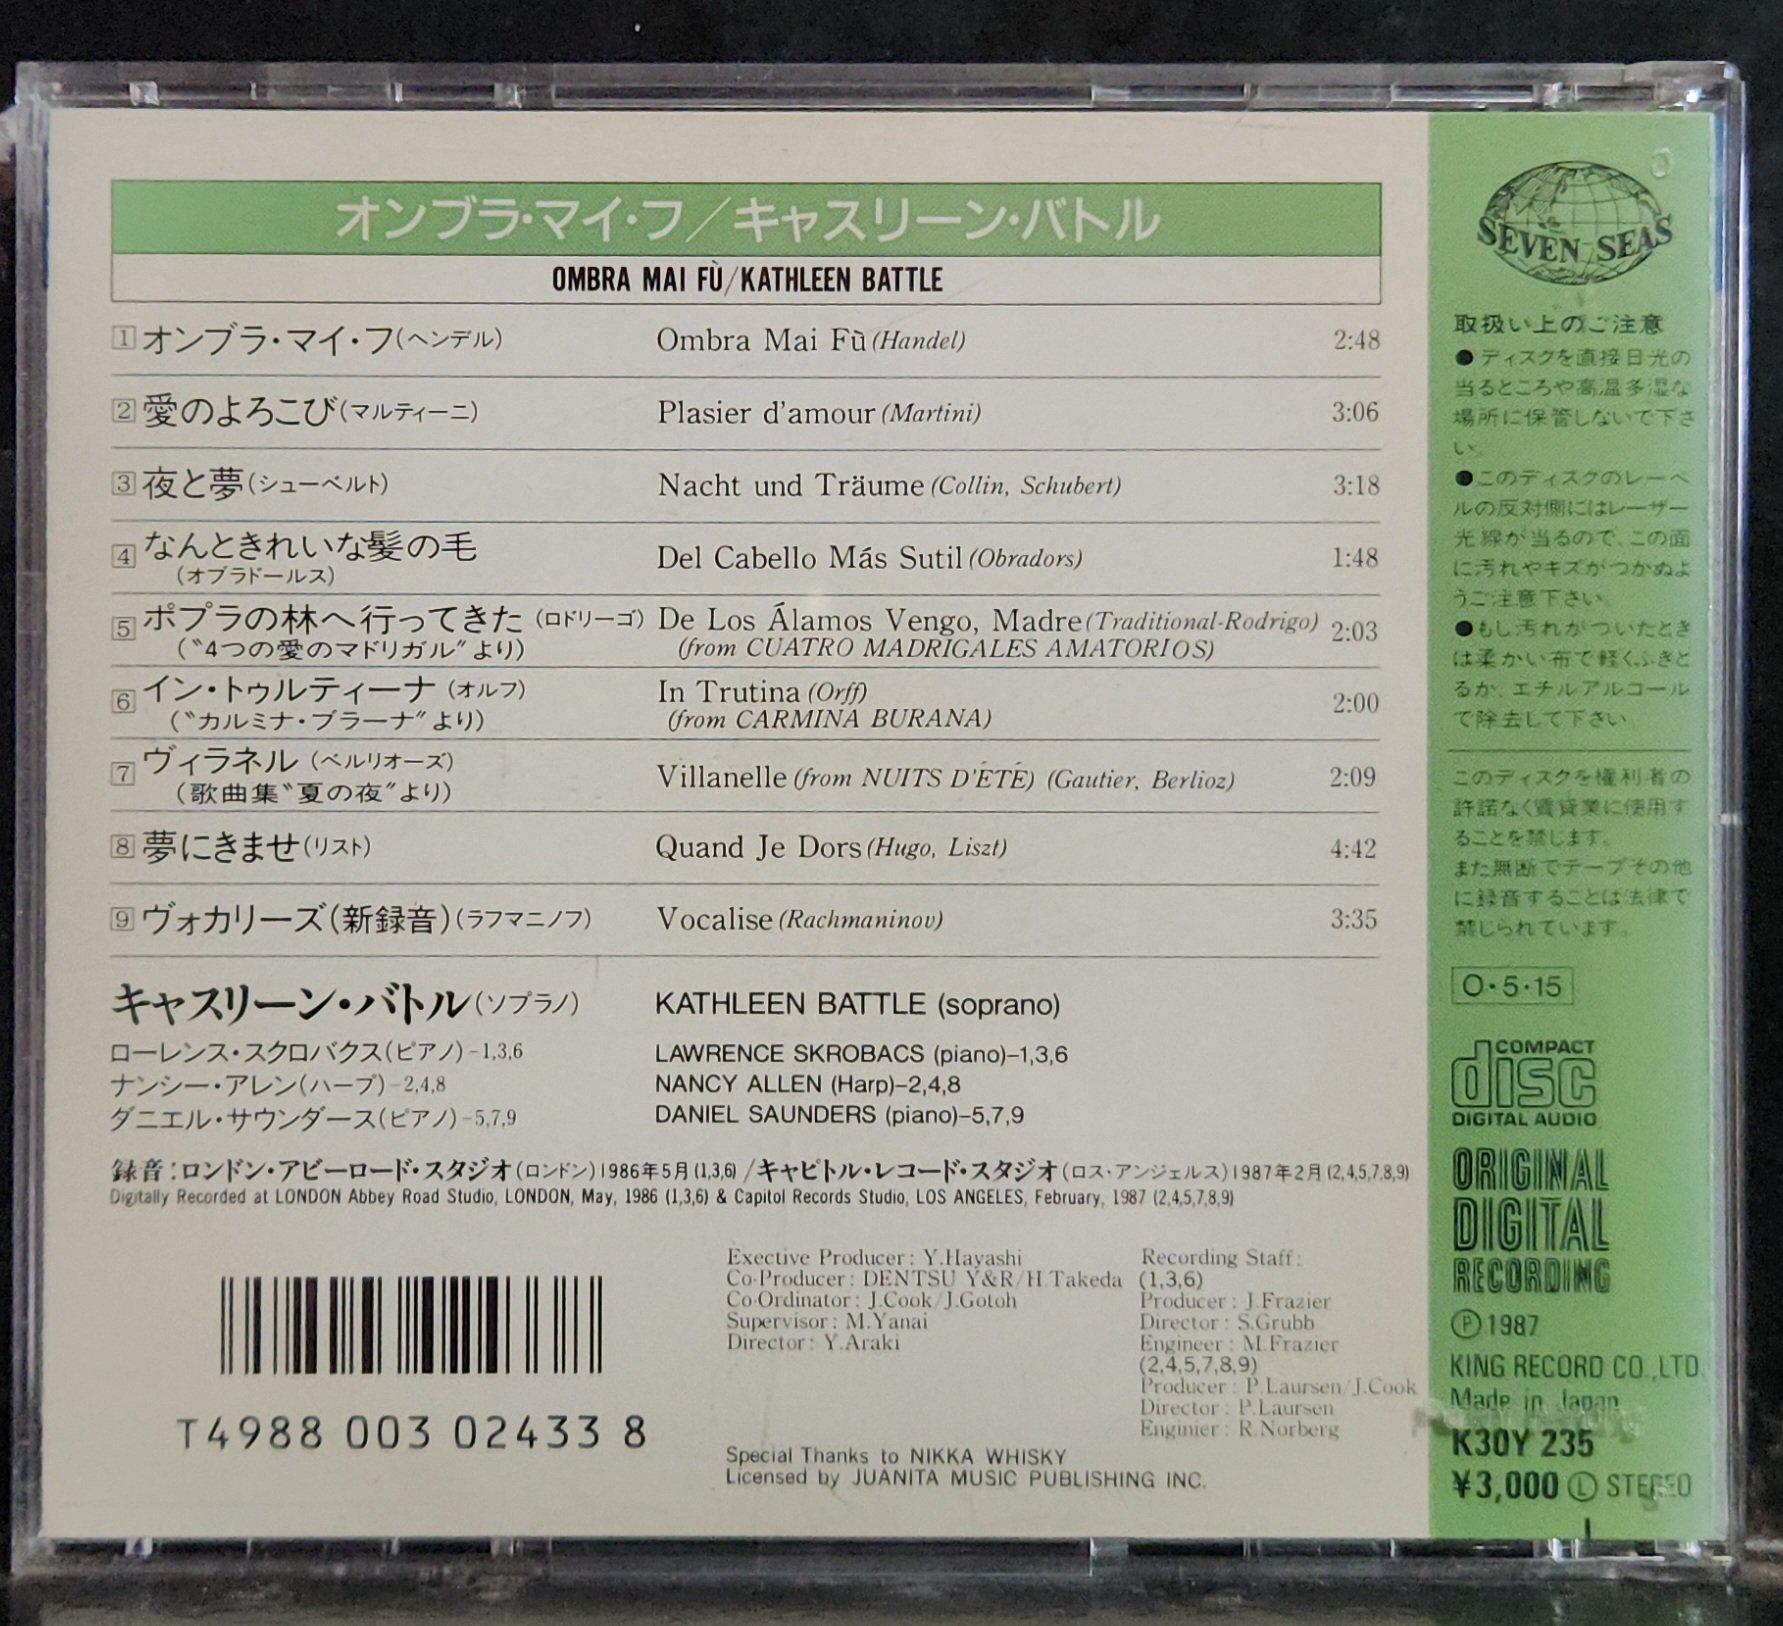 オンブラ・マイ・フ／キャスリーン・バトル
OMBRA MAI FÙ/KATHLEEN BATTLE
1 オンブラ・マイ・フ(ヘンデル) Ombra Mai Fù (Handel) 2:48
2 愛のよろこび(マルティーニ) Plasier d'amour (Martini) 3:06
3 夜と夢(シューベルト) Nacht und Träume (Collin, Schubert) 3:18
4 なんときれいな髪の毛 Del Cabello Más Sutil (Obradors) 1:48
(オブラドールス)
5 ポプラの林へ行ってきた (ロドリーゴ) De Los Álamos Vengo, Madre (Traditional-Rodrigo) 2:03
(〝4つの愛のマドリガル″より) (from CUATRO MADRIGALES AMATORIOS)
6 イン・トゥルティーナ (オルフ) In Trutina (Orff) 2:00
(〝カルミナ・ブラーナ″より) (from CARMINA BURANA)
7 ヴィラネル (ベルリオーズ) Villanelle (from NUITS D'ÉTÉ) (Gautier, Berlioz) 2:09
(歌曲集〝夏の夜″より)
8 夢にきませ(リスト) Quand Je Dors (Hugo, Liszt) 4:42
9 ヴォカリーズ(新録音)(ラフマニノフ) Vocalise (Rachmaninov) 3:35
キャスリーン・バトル(ソプラノ) KATHLEEN BATTLE (soprano)
ローレンス・スクロバクス(ピアノ)-1,3,6 LAWRENCE SKROBACS (piano)–1,3,6
ナンシー・アレン(ハープ)-2,4,8 NANCY ALLEN (Harp)–2,4,8
ダニエル・サウンダース(ピアノ)-5,7,9 DANIEL SAUNDERS (piano)–5,7,9
録音:ロンドン・アビーロード・スタジオ(ロンドン)1986年5月(1,3,6)/キャピトル・レコード・スタジオ(ロス・アンジェルス)1987年2月(2,4,5,7,8,9)
Digitally Recorded at LONDON Abbey Road Studio, LONDON, May, 1986 (1,3,6) & Capitol Records Studio, LOS ANGELES, February, 1987 (2,4,5,7,8,9)
T4988 003 02433 8
Exective Producer: Y.Hayashi
Co-Producer: DENTSU Y&R/H.Takeda
Co-Ordinator: J.Cook/J.Gotoh
Supervisor: M.Yanai
Director: Y.Araki
Recording Staff:
(1,3,6)
Producer: J.Frazier
Director: S.Grubb
Engineer: M.Frazier
(2,4,5,7,8,9)
Producer: P.Laursen/J.Cook
Director: P.Laursen
Enginier: R.Norberg
Special Thanks to NIKKA WHISKY
Licensed by JUANITA MUSIC PUBLISHING INC.
SEVEN SEAS
取扱い上のご注意
●ディスクを直接日光の
当るところや高温多湿な
場所に保管しないで下さ
い。
●このディスクのレーベ
ルの反対側にはレーザー
光線が当るので、この面
に汚れやキズがつかぬよ
うご注意下さい。
●もし汚れがついたとき
は柔かい布で軽くふきと
るか、エチルアルコール
で除去して下さい。
このディスクを権利者の
許諾なく賃貸業に使用す
ることを禁じます。
また無断でテープその他
に録音することは法律で
禁じられています。
O・5・15
COMPACT
disc
DIGITAL AUDIO
ORIGINAL
DIGITAL
RECORDING
Ⓟ1987
KING RECORD CO.,LTD.
Made in Japan
K30Y 235
¥3,000 Ⓛ STEREO